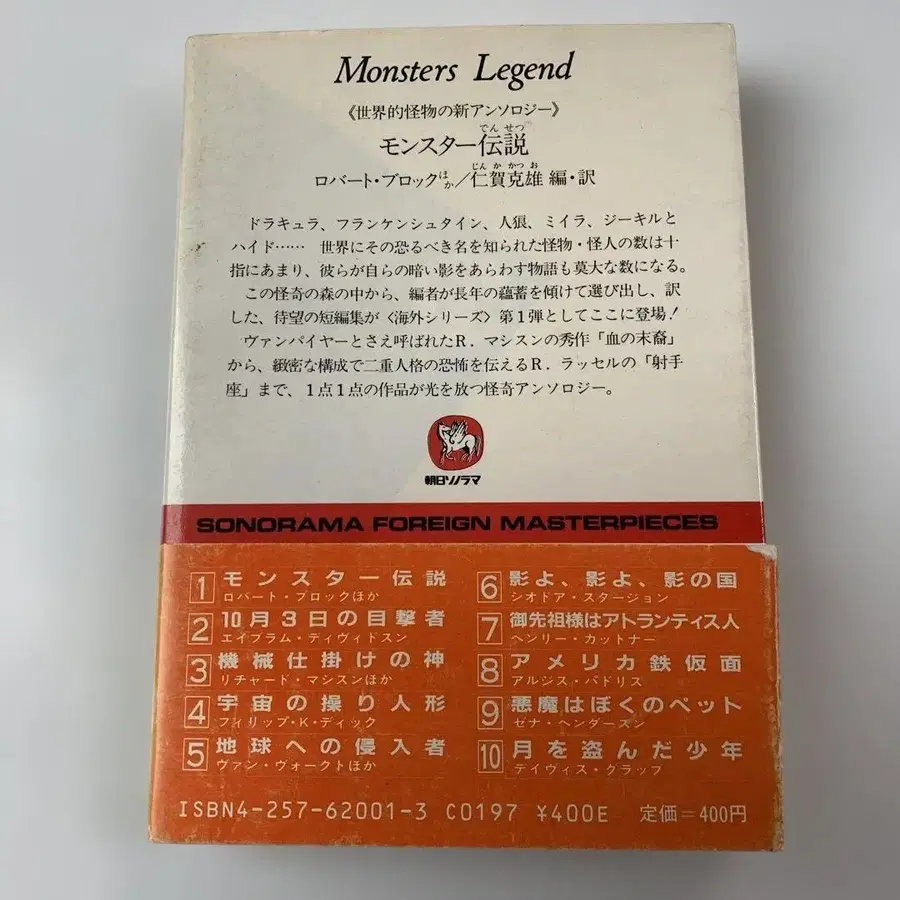 Monsters Legend
《世界的怪物の新アンソロジー》
でんせつ
モンスター伝説
じんかかつお
ロバート・ブロックほか/仁賀克雄 編・訳
ドラキュラ、フランケンシュタイン、人狼、ミイラ、ジーキルと
ハイド…… 世界にその恐るべき名を知られた怪物・怪人の数は十
指にあまり、彼らが自らの暗い影をあらわす物語も莫大な数になる。
この怪奇の森の中から、編者が長年の蘊蓄を傾けて選び出し、訳
した、待望の短編集が〈海外シリーズ〉第1弾としてここに登場!
ヴァンパイヤーとさえ呼ばれたR.マシスンの秀作「血の末裔」
から、緻密な構成で二重人格の恐怖を伝えるR.ラッセルの「射手
座」まで、1点1点の作品が光を放つ怪奇アンソロジー。
朝日ソノラマ
SONORAMA FOREIGN MASTERPIECES
1 モンスター伝説
ロバート・ブロックほか
2 10月3日の目撃者
エイブラム・ディヴィドスン
3 機械仕掛けの神
リチャード・マシスンほか
4 宇宙の操り人形
フィリップ・K・ディック
5 地球への侵入者
ヴァン・ヴォークトほか
6 影よ、影よ、影の国
シオドア・スタージョン
7 御先祖様はアトランティス人
ヘンリー・カットナー
8 アメリカ鉄仮面
アルジス・バドリス
9 悪魔はぼくのペット
ゼナ・ヘンダースン
10 月を盗んだ少年
デイヴィス・グラッブ
ISBN4-257-62001-3 C0197 ¥400E 定価=400円